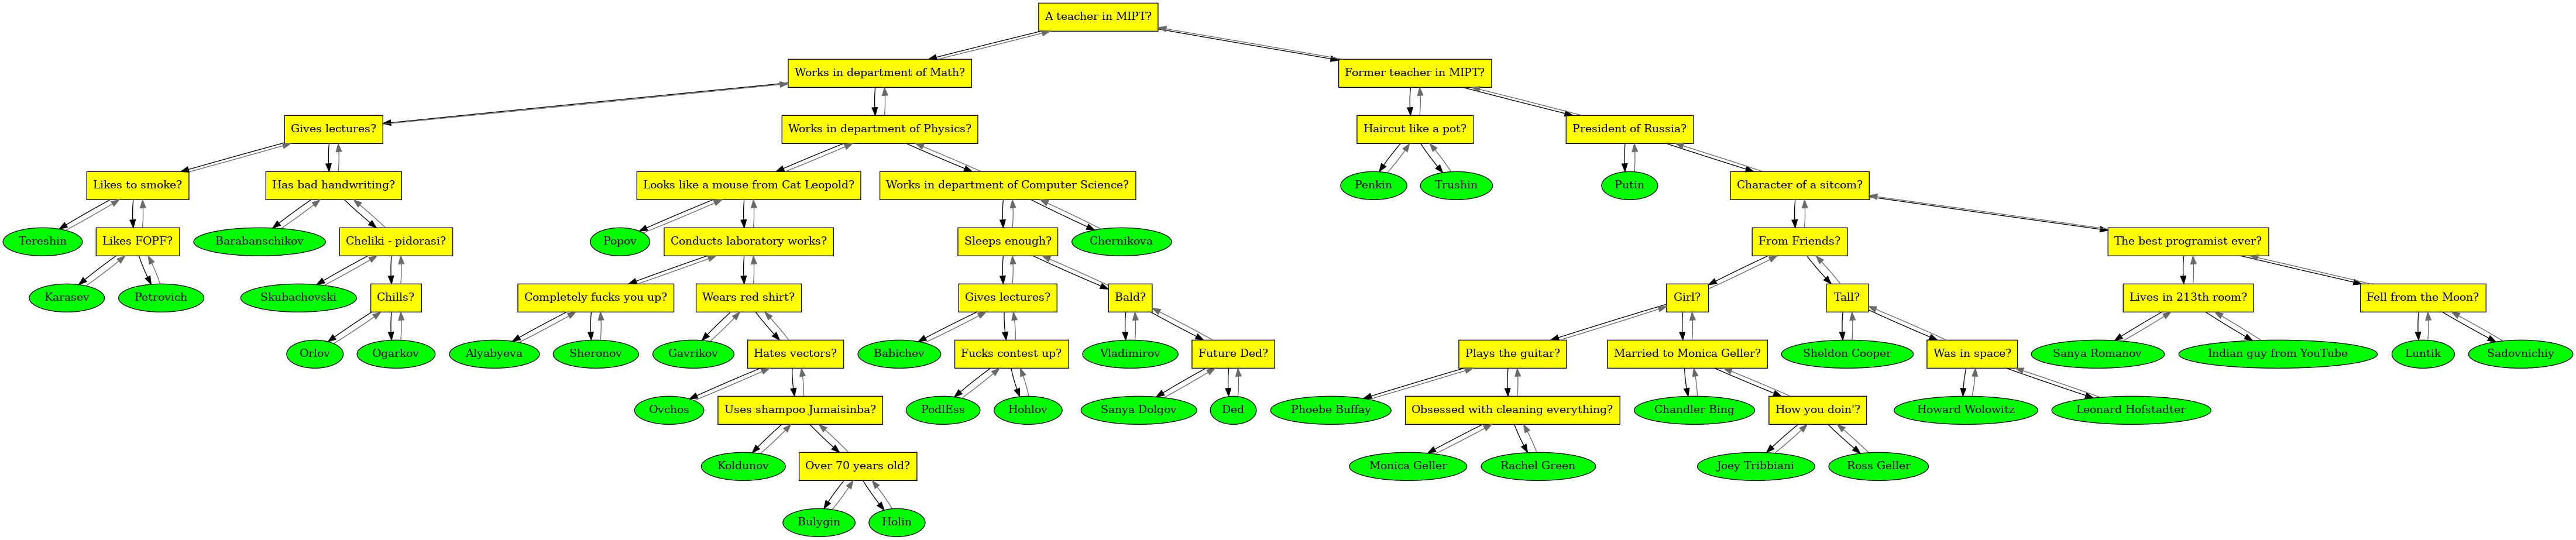 A teacher in MIPT?
Works in department of Math?
Former teacher in MIPT?
Gives lectures?
Works in department of Physics?
Haircut like a pot?
President of Russia?
Likes to smoke?
Has bad handwriting?
Looks like a mouse from Cat Leopold?
Works in department of Computer Science?
Penkin
Trushin
Putin
Character of a sitcom?
Tereshin
Likes FOPF?
Barabanschikov
Cheliki - pidorasi?
Popov
Conducts laboratory works?
Sleeps enough?
Chernikova
From Friends?
The best programist ever?
Karasev
Petrovich
Skubachevski
Chills?
Completely fucks you up?
Wears red shirt?
Gives lectures?
Bald?
Girl?
Tall?
Lives in 213th room?
Fell from the Moon?
Orlov
Ogarkov
Alyabyeva
Sheronov
Gavrikov
Hates vectors?
Babichev
Fucks contest up?
Vladimirov
Future Ded?
Plays the guitar?
Married to Monica Geller?
Sheldon Cooper
Was in space?
Sanya Romanov
Indian guy from YouTube
Luntik
Sadovnichiy
Ovchos
Uses shampoo Jumaisinba?
PodlEss
Hohlov
Sanya Dolgov
Ded
Phoebe Buffay
Obsessed with cleaning everything?
Chandler Bing
How you doin'?
Howard Wolowitz
Leonard Hofstadter
Koldunov
Over 70 years old?
Monica Geller
Rachel Green
Joey Tribbiani
Ross Geller
Bulygin
Holin